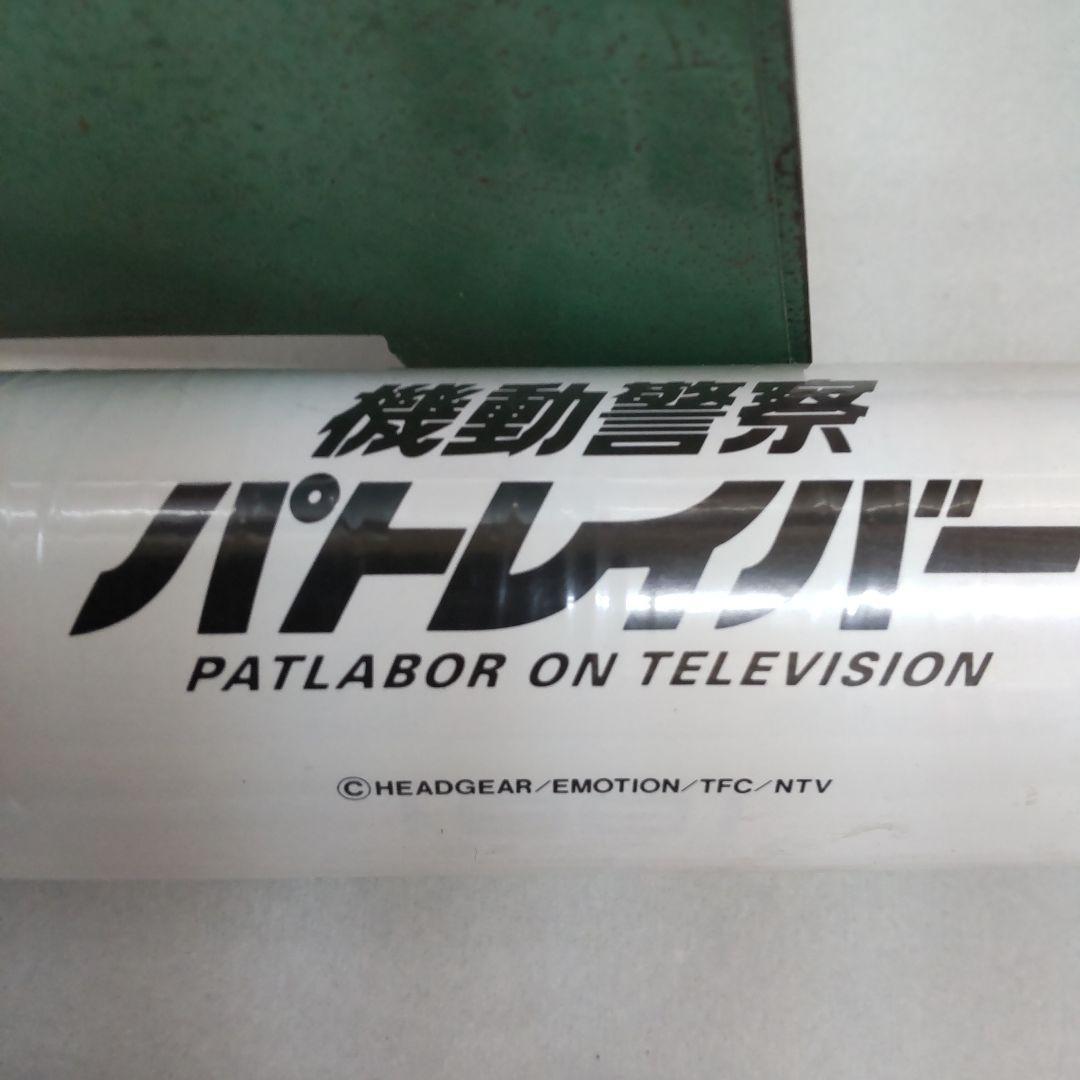 機動警察
パトレイバー
PATLABOR ON TELEVISION
©HEADGEAR/EMOTION/TFC/NTV